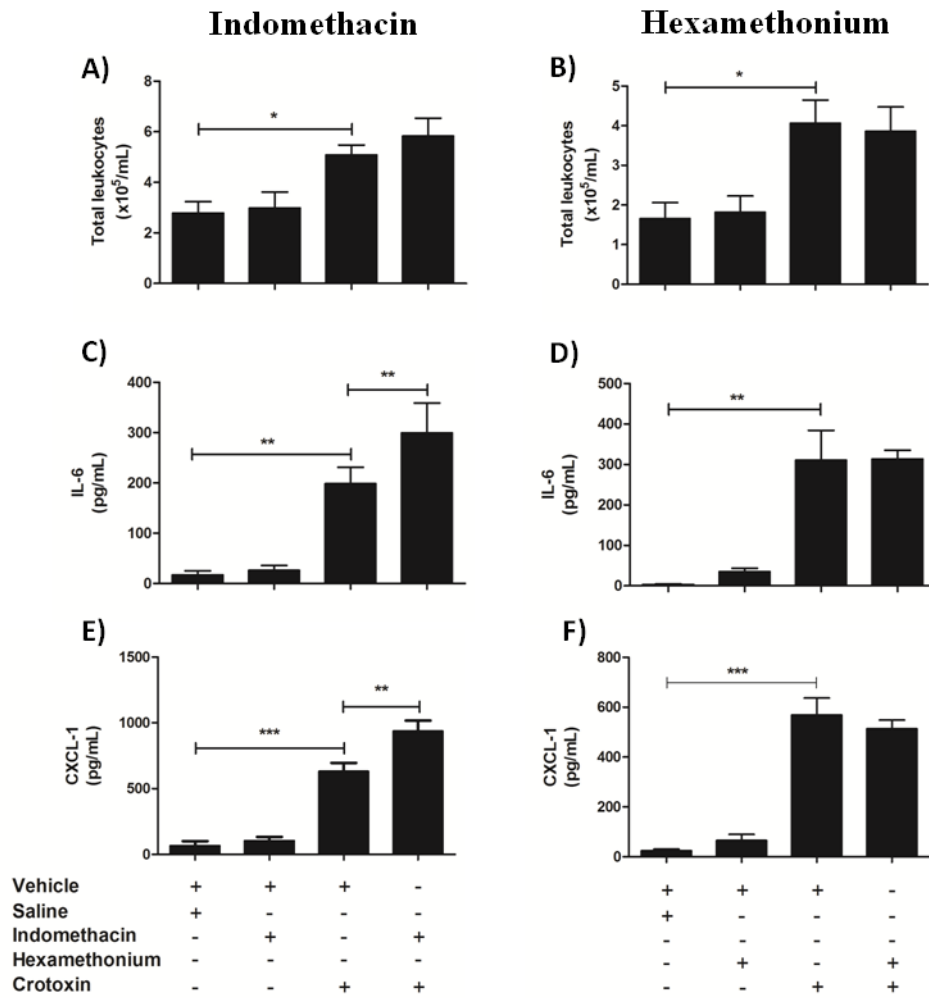 Indomethacin
Hexamethonium
A)
Total leukocytes
(x10⁵/mL)
8
6
4
2
0
*
B)
Total leukocytes
(x10⁵/mL)
5
4
3
2
1
0
*
C)
IL-6
(pg/mL)
400
300
200
100
0
**
**
D)
IL-6
(pg/mL)
500
400
300
200
100
0
**
E)
CXCL-1
(pg/mL)
1500
1000
500
0
***
**
F)
CXCL-1
(pg/mL)
800
600
400
200
0
***
Vehicle + + + - + + + -
Saline + - - - + - - -
Indomethacin - + - + - - - -
Hexamethonium - - - - - + - +
Crotoxin - - + + - - + +